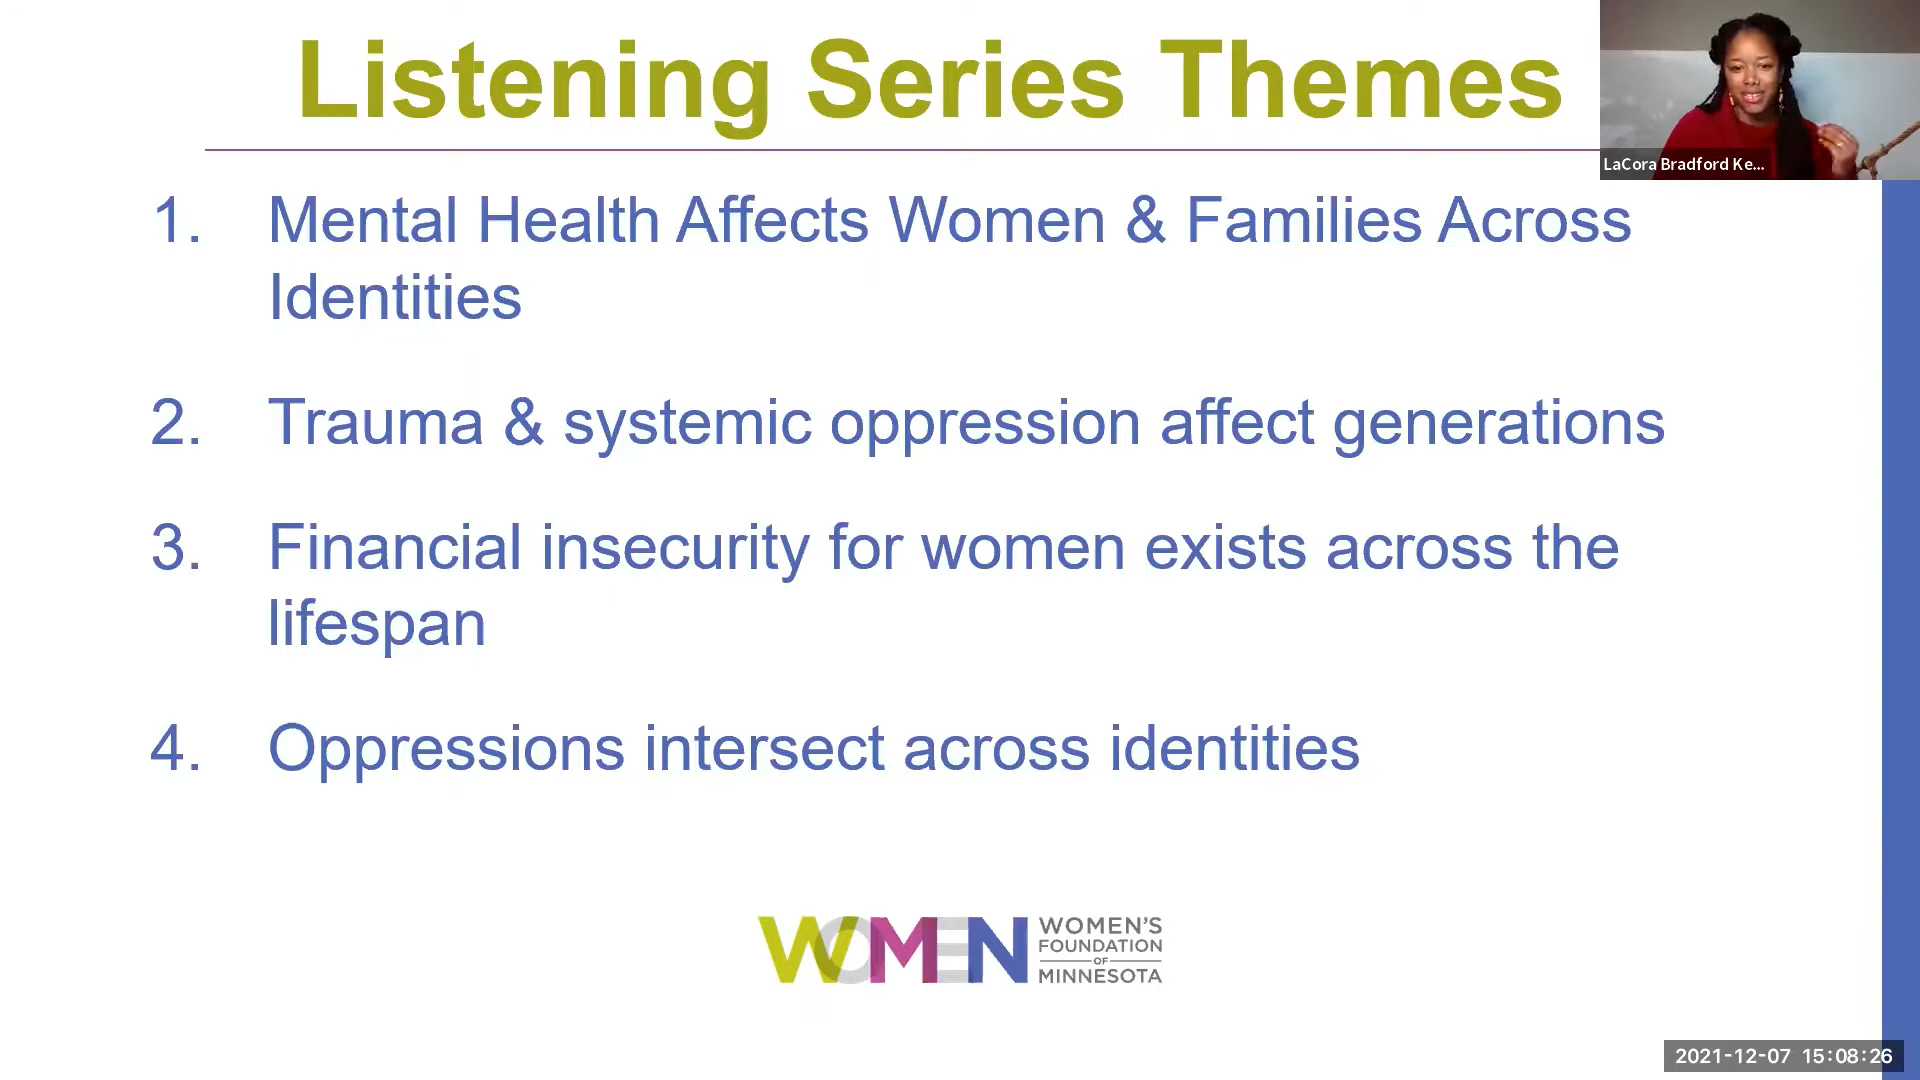 Listening Series Themes
LaCora Bradford Ke...
1. Mental Health Affects Women & Families Across
Identities
2. Trauma & systemic oppression affect generations
3. Financial insecurity for women exists across the
lifespan
4. Oppressions intersect across identities
WOMEN
WOMEN'S
FOUNDATION
OF
MINNESOTA
2021-12-07 15:08:26